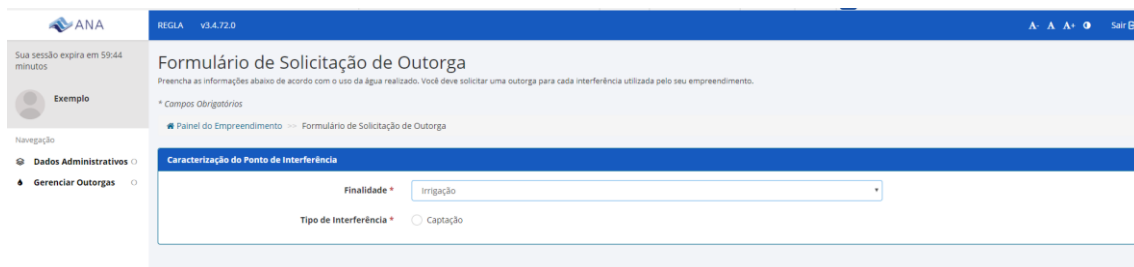 ANA
REGLA v3.4.72.0
A- A A+ Sair
Sua sessão expira em 59:44
minutos
Exemplo
Navegação
Dados Administrativos
Gerenciar Outorgas
Formulário de Solicitação de Outorga
Preencha as informações abaixo de acordo com o uso da água realizado. Você deve solicitar uma outorga para cada interferência utilizada pelo seu empreendimento.
* Campos Obrigatórios
Painel do Empreendimento >> Formulário de Solicitação de Outorga
Caracterização do Ponto de Interferência
Finalidade * Irrigação
Tipo de Interferência * Captação